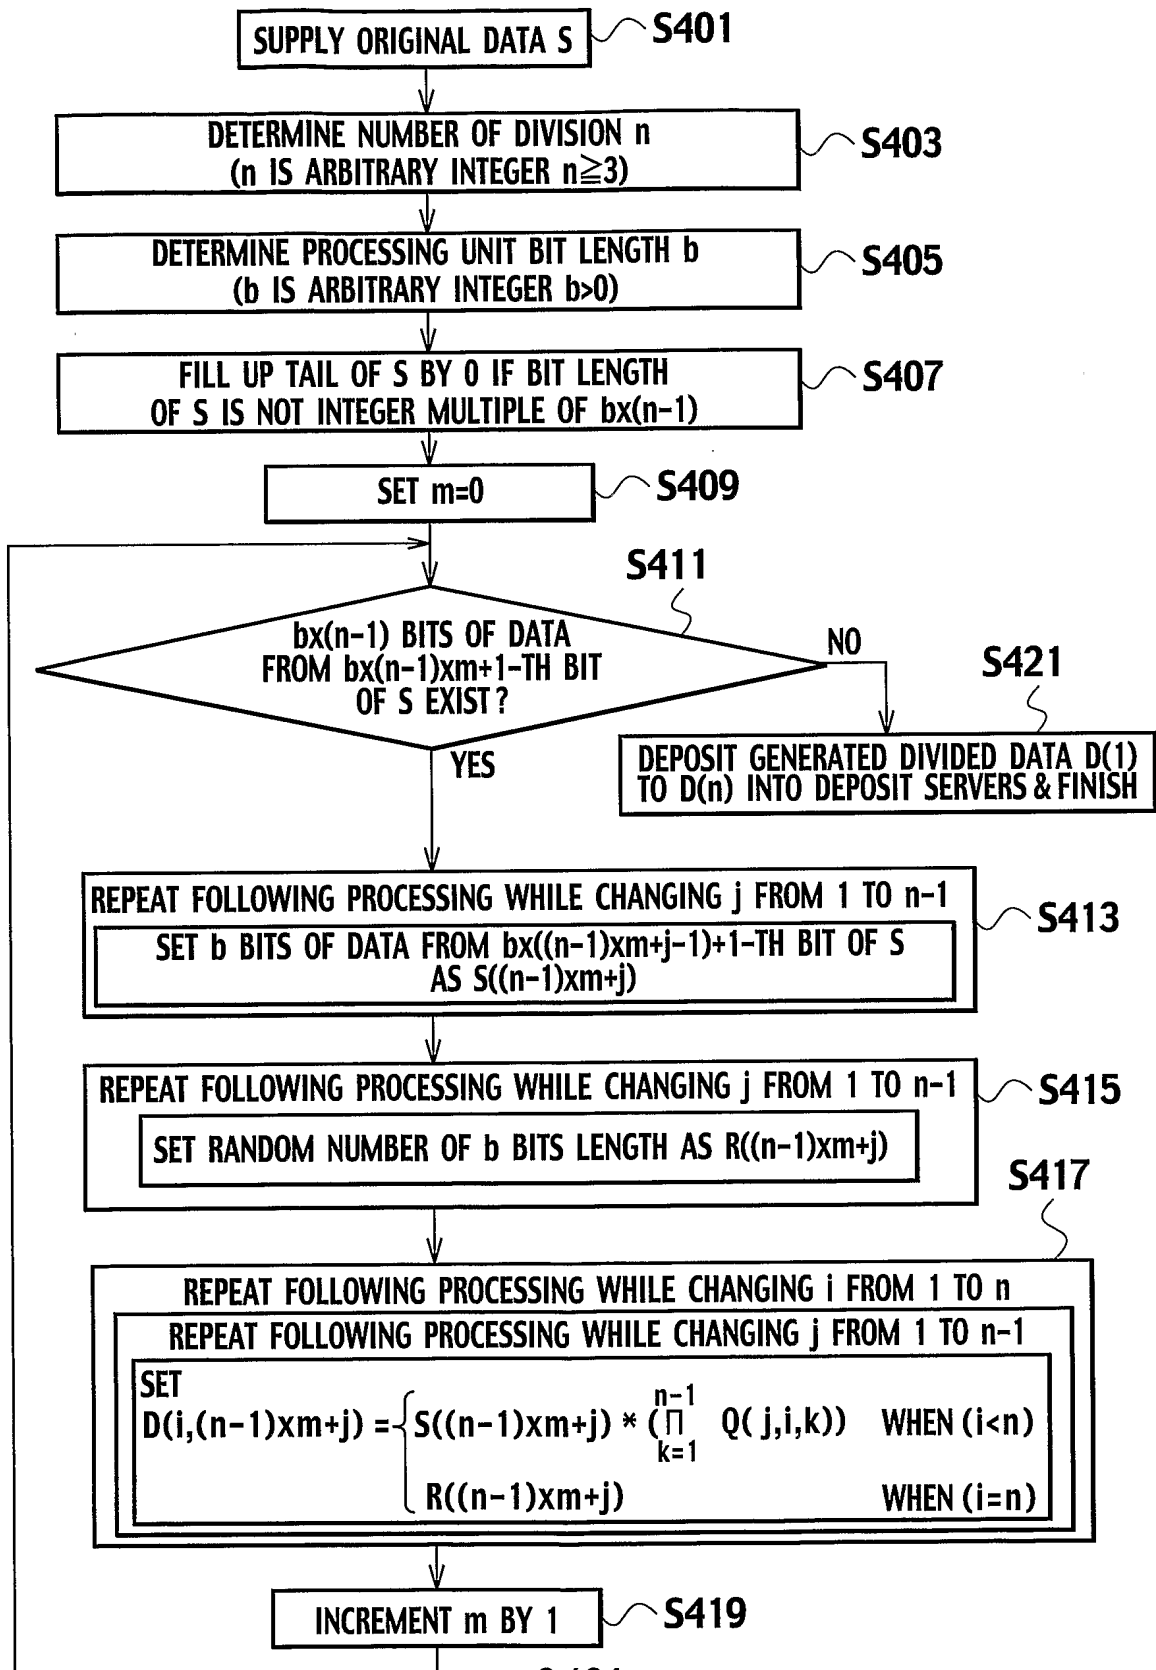 SUPPLY ORIGINAL DATA S
S401
DETERMINE NUMBER OF DIVISION n
(n IS ARBITRARY INTEGER n≧3)
S403
DETERMINE PROCESSING UNIT BIT LENGTH b
(b IS ARBITRARY INTEGER b>0)
S405
FILL UP TAIL OF S BY 0 IF BIT LENGTH
OF S IS NOT INTEGER MULTIPLE OF bx(n-1)
S407
SET m=0
S409
S411
bx(n-1) BITS OF DATA
FROM bx(n-1)xm+1-TH BIT
OF S EXIST?
NO
YES
S421
DEPOSIT GENERATED DIVIDED DATA D(1)
TO D(n) INTO DEPOSIT SERVERS & FINISH
REPEAT FOLLOWING PROCESSING WHILE CHANGING j FROM 1 TO n-1
S413
SET b BITS OF DATA FROM bx((n-1)xm+j-1)+1-TH BIT OF S
AS S((n-1)xm+j)
REPEAT FOLLOWING PROCESSING WHILE CHANGING j FROM 1 TO n-1
S415
SET RANDOM NUMBER OF b BITS LENGTH AS R((n-1)xm+j)
S417
REPEAT FOLLOWING PROCESSING WHILE CHANGING i FROM 1 TO n
REPEAT FOLLOWING PROCESSING WHILE CHANGING j FROM 1 TO n-1
SET
n-1
D(i,(n-1)xm+j) = { S((n-1)xm+j) * (Π Q(j,i,k)) WHEN (i<n)
k=1
R((n-1)xm+j) WHEN (i=n)
INCREMENT m BY 1
S419